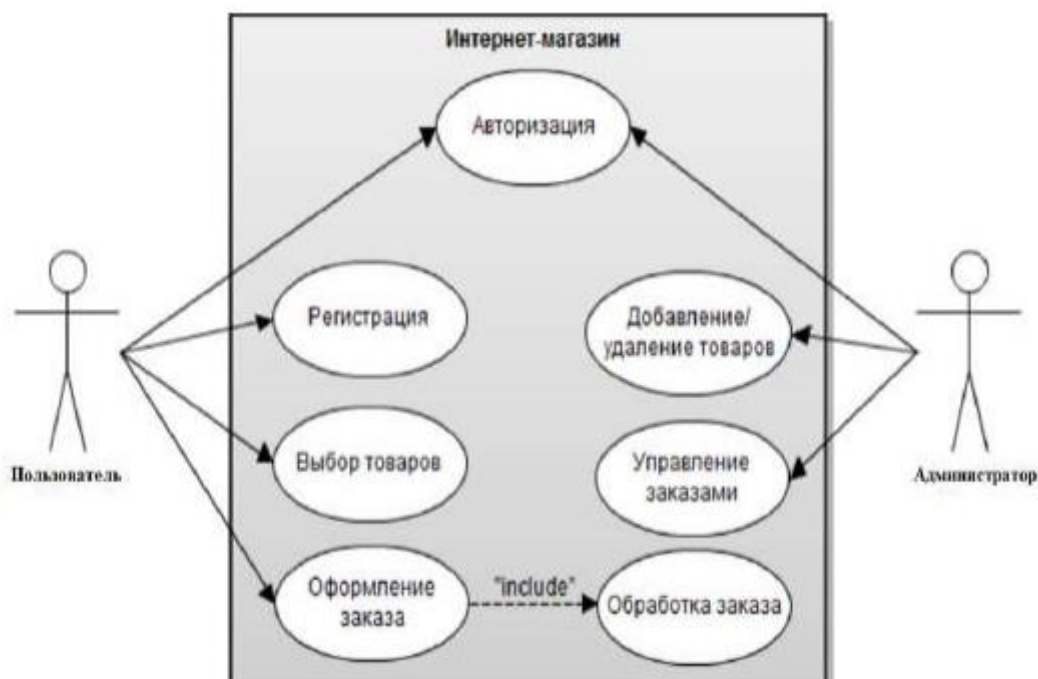 Интернет-магазин
Авторизация
Регистрация
Добавление/
удаление товаров
Выбор товаров
Управление
заказами
Пользователь
Администратор
Оформление
заказа
"include"
Обработка заказа